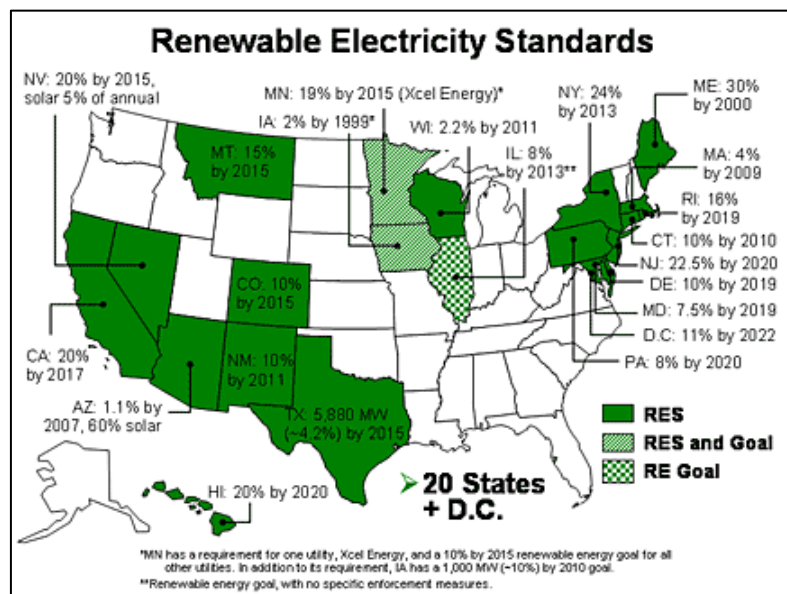 Renewable Electricity Standards
NV: 20% by 2015,
solar 5% of annual
MN: 19% by 2015 (Xcel Energy)*
IA: 2% by 1999*
WI: 2.2% by 2011
IL: 8%
by 2013**
NY: 24%
by 2013
ME: 30%
by 2000
MA: 4%
by 2009
RI: 16%
by 2019
CT: 10% by 2010
NJ: 22.5% by 2020
DE: 10% by 2019
MD: 7.5% by 2019
D.C: 11% by 2022
PA: 8% by 2020
MT: 15%
by 2015
CO: 10%
by 2015
CA: 20%
by 2017
NM: 10%
by 2011
AZ: 1.1% by
2007, 60% solar
TX: 5,880 MW
(~4.2%) by 2015
HI: 20% by 2020
RES
RES and Goal
RE Goal
20 States
+ D.C.
*MN has a requirement for one utility, Xcel Energy, and a 10% by 2015 renewable energy goal for all
other utilities. In addition to its requirement, IA has a 1,000 MW (~10%) by 2010 goal.
**Renewable energy goal, with no specific enforcement measures.